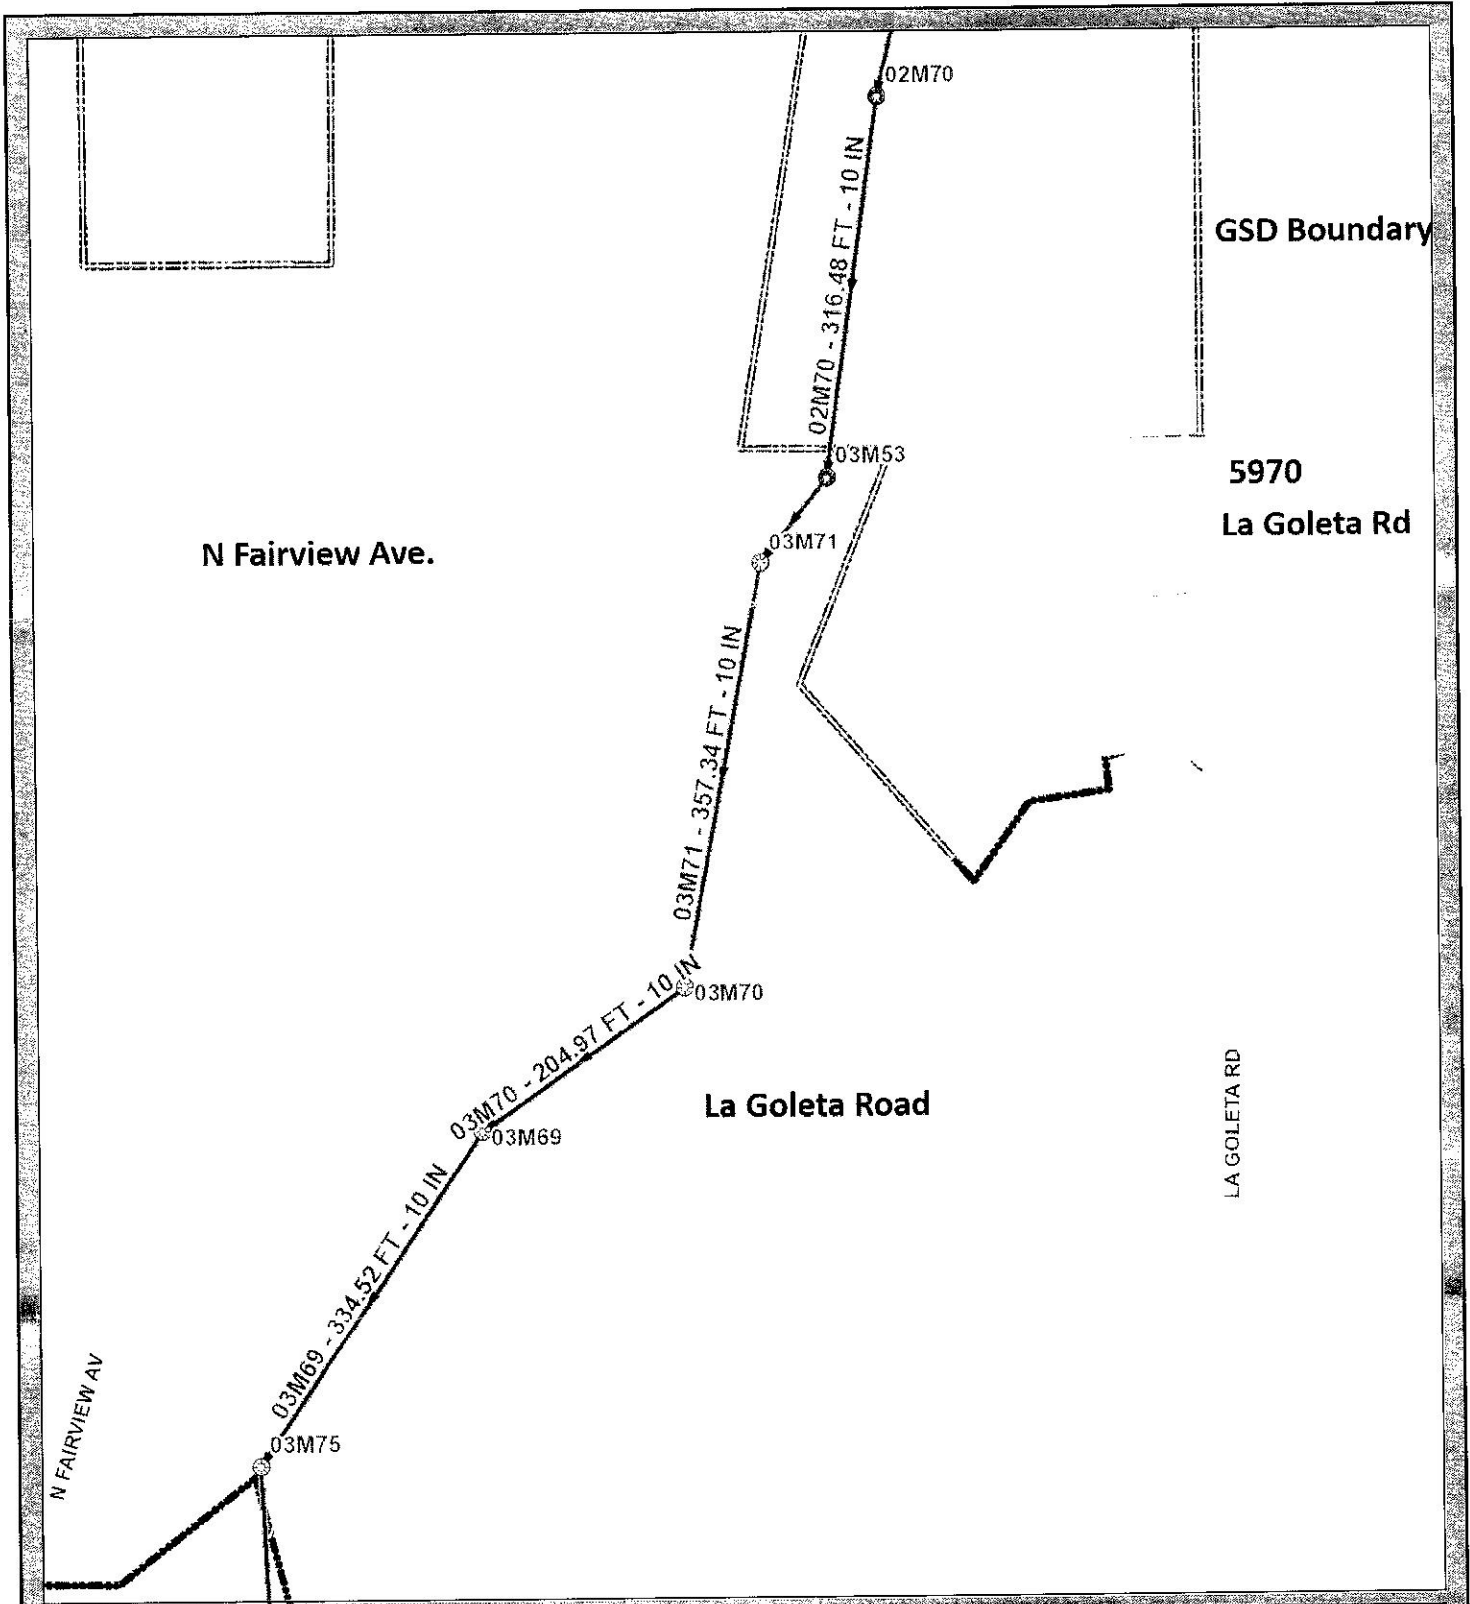 02M70
02M70 - 316.48 FT - 10 IN
GSD Boundary
03M53
5970
La Goleta Rd
03M71
N Fairview Ave.
03M71 - 357.34 FT - 10 IN
03M70
03M70 - 204.97 FT - 10 IN
La Goleta Road
03M69
LA GOLETA RD
03M69 - 334.52 FT - 10 IN
N FAIRVIEW AV
03M75